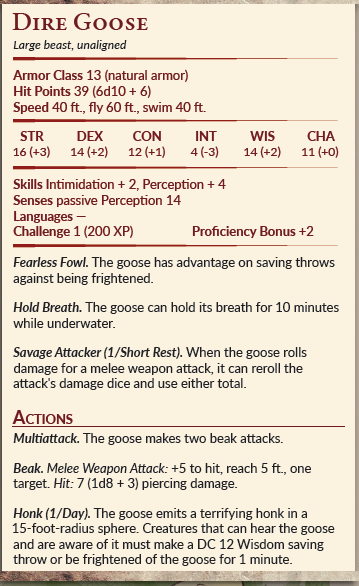 DIRE GOOSE
Large beast, unaligned
Armor Class 13 (natural armor)
Hit Points 39 (6d10 + 6)
Speed 40 ft., fly 60 ft., swim 40 ft.
STR DEX CON INT WIS CHA
16 (+3) 14 (+2) 12 (+1) 4 (-3) 14 (+2) 11 (+0)
Skills Intimidation + 2, Perception + 4
Senses passive Perception 14
Languages —
Challenge 1 (200 XP) Proficiency Bonus +2
Fearless Fowl. The goose has advantage on saving throws
against being frightened.
Hold Breath. The goose can hold its breath for 10 minutes
while underwater.
Savage Attacker (1/Short Rest). When the goose rolls
damage for a melee weapon attack, it can reroll the
attack's damage dice and use either total.
ACTIONS
Multiattack. The goose makes two beak attacks.
Beak. Melee Weapon Attack: +5 to hit, reach 5 ft., one
target. Hit: 7 (1d8 + 3) piercing damage.
Honk (1/Day). The goose emits a terrifying honk in a
15-foot-radius sphere. Creatures that can hear the goose
and are aware of it must make a DC 12 Wisdom saving
throw or be frightened of the goose for 1 minute.